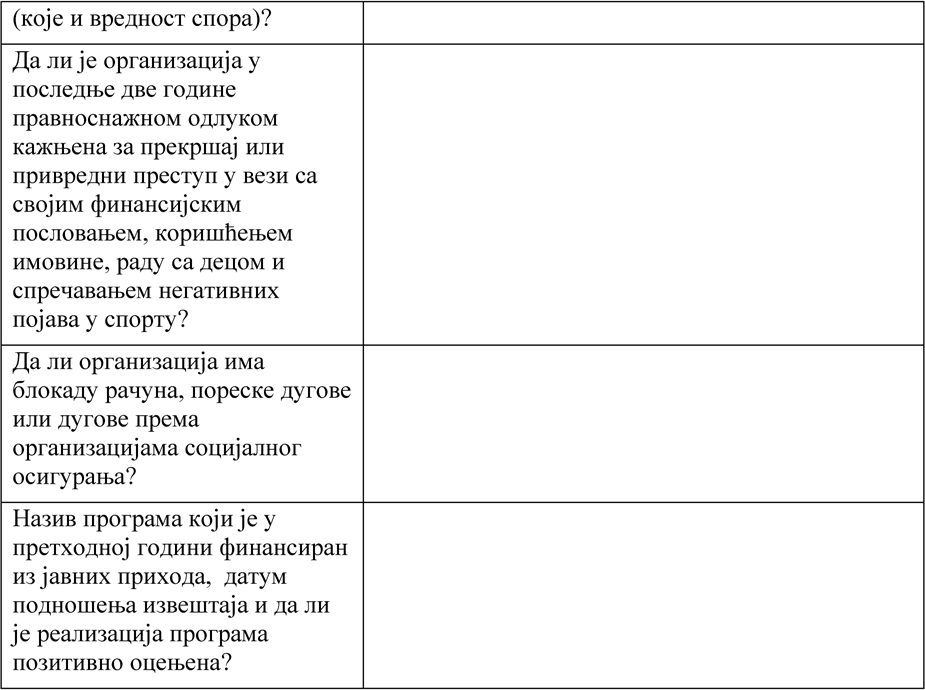 (које и вредност спора)?
Да ли је организација у
последње две године
правноснажном одлуком
кажњена за прекршај или
привредни преступ у вези са
својим финансијским
пословањем, коришћењем
имовине, раду са децом и
спречавањем негативних
појава у спорту?
Да ли организација има
блокаду рачуна, пореске дугове
или дугове према
организацијама социјалног
осигурања?
Назив програма који је у
претходној години финансиран
из јавних прихода,  датум
подношења извештаја и да ли
је реализација програма
позитивно оцењена?